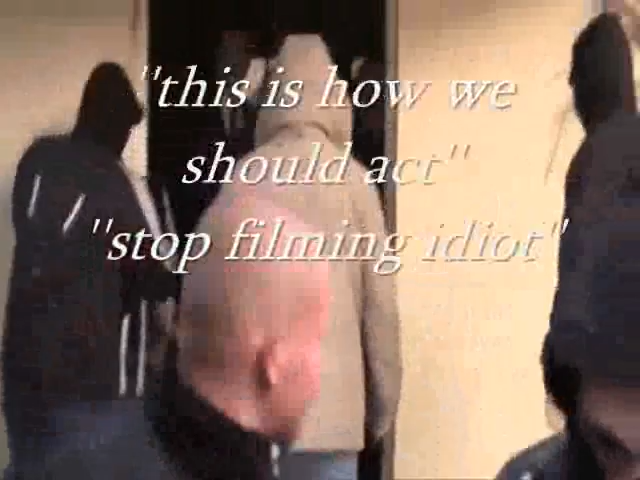 "this is how we
should act"
"stop filming idiot"